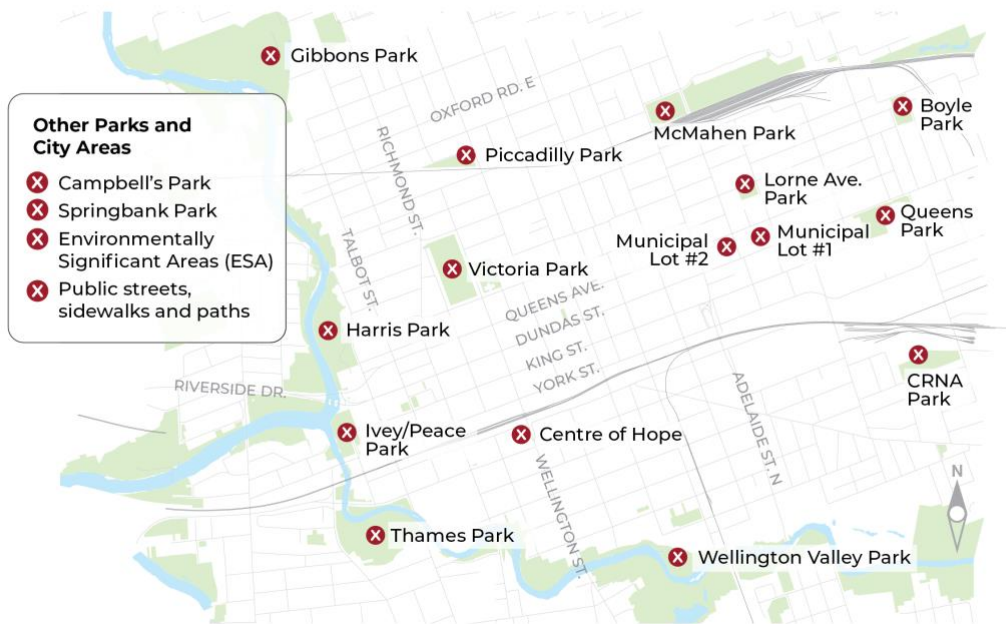 Gibbons Park
OXFORD RD. E
Other Parks and
City Areas
Campbell's Park
Springbank Park
Environmentally
Significant Areas (ESA)
Public streets,
sidewalks and paths
RICHMOND ST.
Piccadilly Park
McMahen Park
Boyle
Park
Lorne Ave.
Park
Queens
Park
Municipal
Lot #1
Municipal
Lot #2
TALBOT ST.
Victoria Park
QUEENS AVE.
DUNDAS ST.
KING ST.
YORK ST.
Harris Park
RIVERSIDE DR.
CRNA
Park
ADELAIDE ST. N
Ivey/Peace
Park
Centre of Hope
WELLINGTON ST.
N
Thames Park
Wellington Valley Park